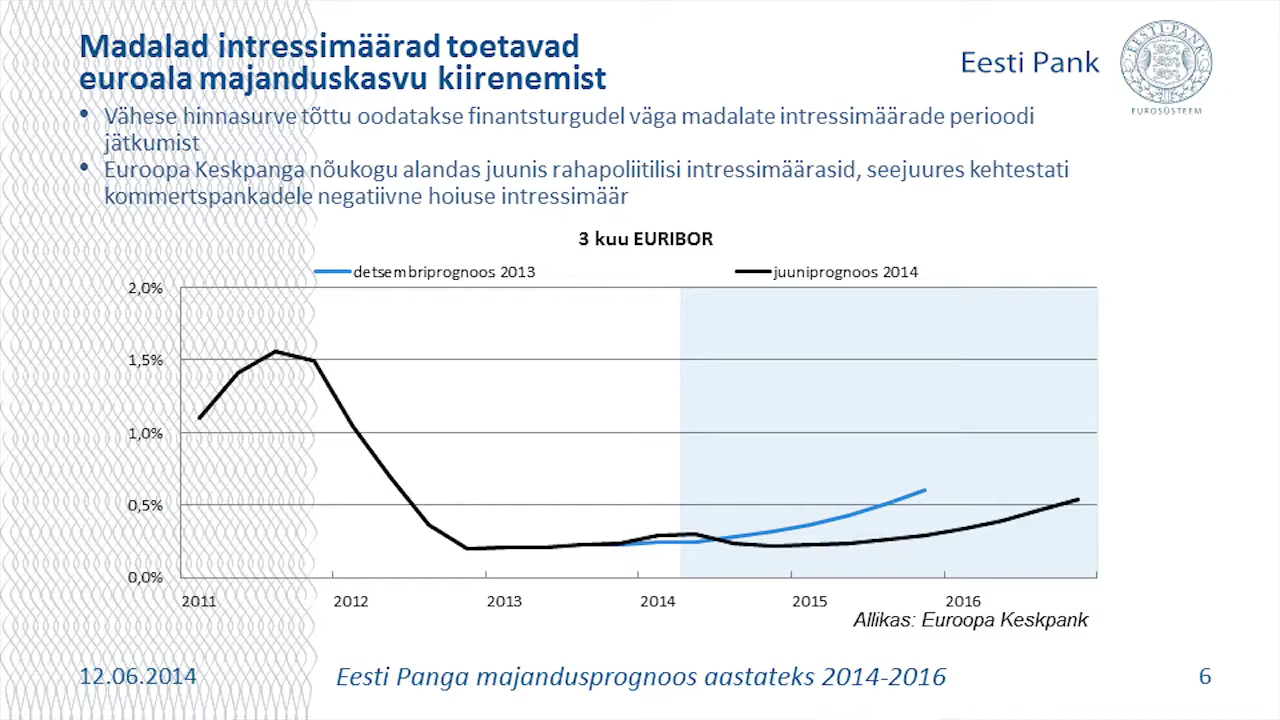 Madalad intressimäärad toetavad
euroala majanduskasvu kiirenemist
Eesti Pank
EESTI·PANK
EUROSÜSTEEM
• Vähese hinnasurve tõttu oodatakse finantsturgudel väga madalate intressimäärade perioodi
jätkumist
• Euroopa Keskpanga nõukogu alandas juunis rahapoliitilisi intressimäärasid, seejuures kehtestati
kommertspankadele negatiivne hoiuse intressimäär
3 kuu EURIBOR
detsembriprognoos 2013
juuniprognoos 2014
2,0%
1,5%
1,0%
0,5%
0,0%
2011
2012
2013
2014
2015
2016
Allikas: Euroopa Keskpank
12.06.2014
Eesti Panga majandusprognoos aastateks 2014-2016
6